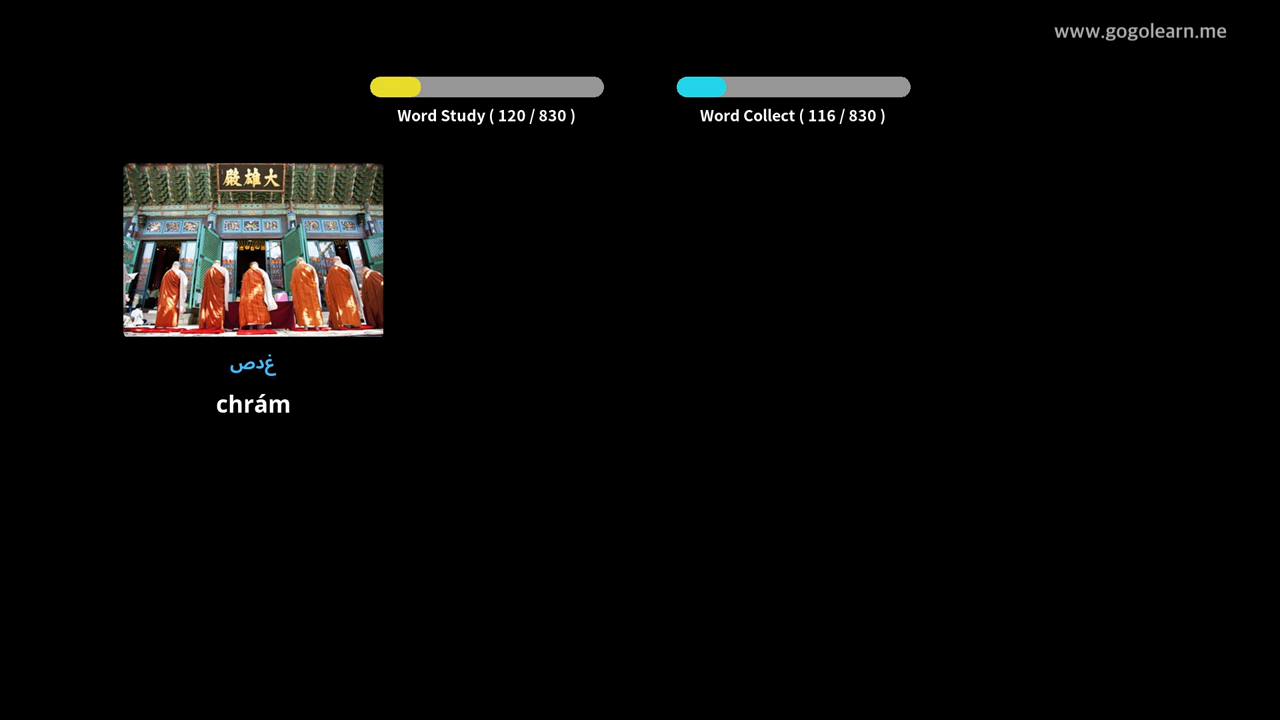 www.gogolearn.me
Word Study ( 120 / 830 )
Word Collect ( 116 / 830 )
大雄殿
غدص
chrám